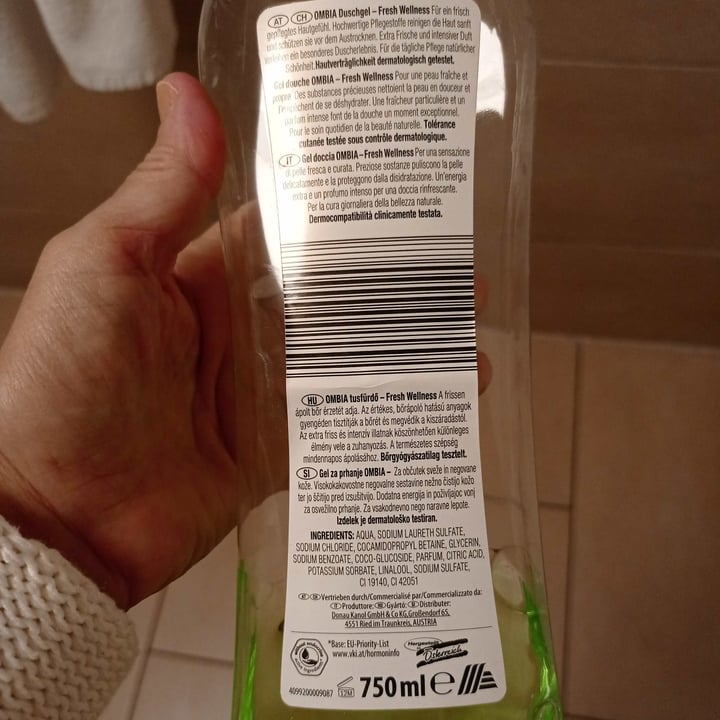 AT CH OMBIA Duschgel – Fresh Wellness Für ein frisch
gepflegtes Hautgefühl. Hochwertige Pflegestoffe reinigen die Haut sanft
und schützen sie vor dem Austrocknen. Extra Frische und intensiver Duft
verleihen ein besonderes Duscherlebnis. Für die tägliche Pflege natürlicher
Schönheit. Hautverträglichkeit dermatologisch getestet.
Gel douche OMBIA – Fresh Wellness Pour une peau fraîche et
propre. Des substances précieuses nettoient la peau en douceur et
l'empêchent de se déshydrater. Une fraîcheur particulière et un
parfum intense font de la douche un moment exceptionnel.
Pour le soin quotidien de la beauté naturelle. Tolérance
cutanée testée sous contrôle dermatologique.
IT Gel doccia OMBIA – Fresh Wellness Per una sensazione
di pelle fresca e curata. Preziose sostanze puliscono la pelle
delicatamente e la proteggono dalla disidratazione. Un'energia
extra e un profumo intenso per una doccia rinfrescante.
Per la cura giornaliera della bellezza naturale.
Dermocompatibilità clinicamente testata.
HU OMBIA tusfürdő – Fresh Wellness A frissen
ápolt bőr érzetét adja. Az értékes, bőrápoló hatású anyagok
gyengéden tisztítják a bőrét és megvédik a kiszáradástól.
Az extra friss és intenzív illatnak köszönhetően különleges
élmény vele a zuhanyozás. A természetes szépség
mindennapos ápolásához. Bőrgyógyászatilag tesztelt.
SI Gel za prhanje OMBIA – Za občutek sveže in negovane
kože. Visokokakovostne negovalne sestavine nežno čistijo kožo
ter jo ščitijo pred izsušitvijo. Dodatna energija in poživljajoc vonj
za osvežilno prhanje. Za vsakodnevno nego naravne lepote.
Izdelek je dermatološko testiran.
INGREDIENTS: AQUA, SODIUM LAURETH SULFATE,
SODIUM CHLORIDE, COCAMIDOPROPYL BETAINE, GLYCERIN,
SODIUM BENZOATE, COCO-GLUCOSIDE, PARFUM, CITRIC ACID,
POTASSIUM SORBATE, LINALOOL, SODIUM SULFATE,
CI 19140, CI 42051
Vertrieben durch/Commercialisé par/Commercializzato da:
Produttore: Gyártó: Distributer:
Donau Kanol GmbH & Co KG, Großendorf 65,
4551 Ried im Traunkreis, AUSTRIA
*Base: EU-Priority-List
www.vki.at/hormoninfo
Hergestellt in
Österreich
4099200009087 12M 750 ml e